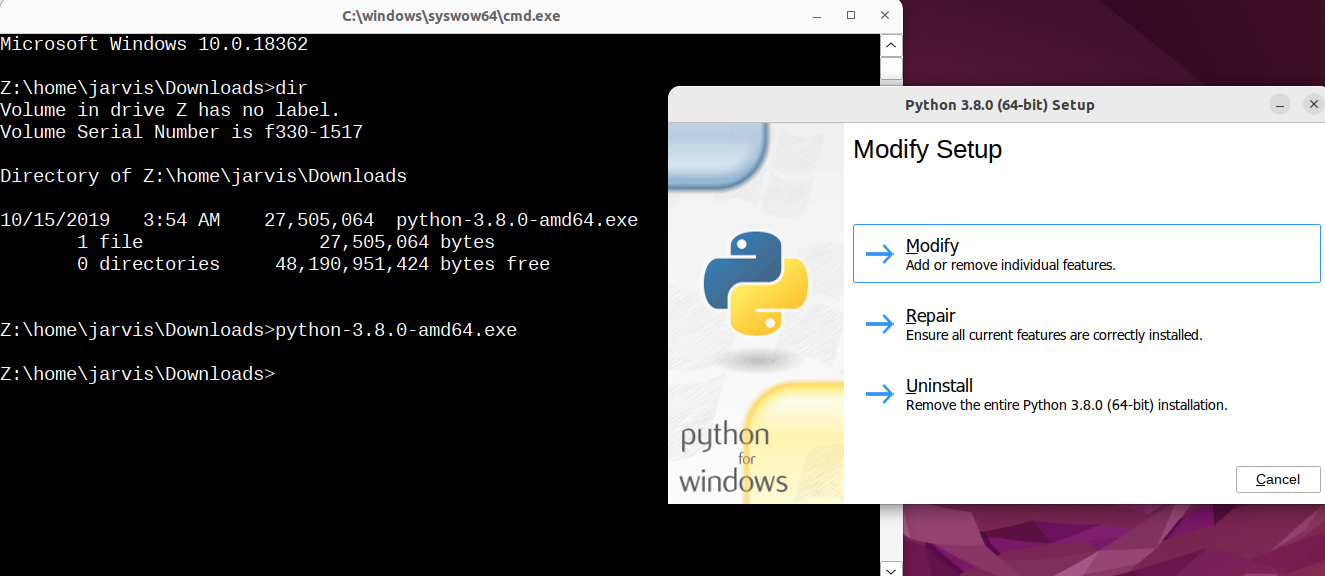 C:\windows\syswow64\cmd.exe
Microsoft Windows 10.0.18362
Z:\home\jarvis\Downloads>dir
Volume in drive Z has no label.
Volume Serial Number is f330-1517
Directory of Z:\home\jarvis\Downloads
10/15/2019   3:54 AM    27,505,064  python-3.8.0-amd64.exe
       1 file                27,505,064 bytes
       0 directories     48,190,951,424 bytes free
Z:\home\jarvis\Downloads>python-3.8.0-amd64.exe
Z:\home\jarvis\Downloads>
Python 3.8.0 (64-bit) Setup
Modify Setup
Modify
Add or remove individual features.
Repair
Ensure all current features are correctly installed.
Uninstall
Remove the entire Python 3.8.0 (64-bit) installation.
python
for
windows
Cancel